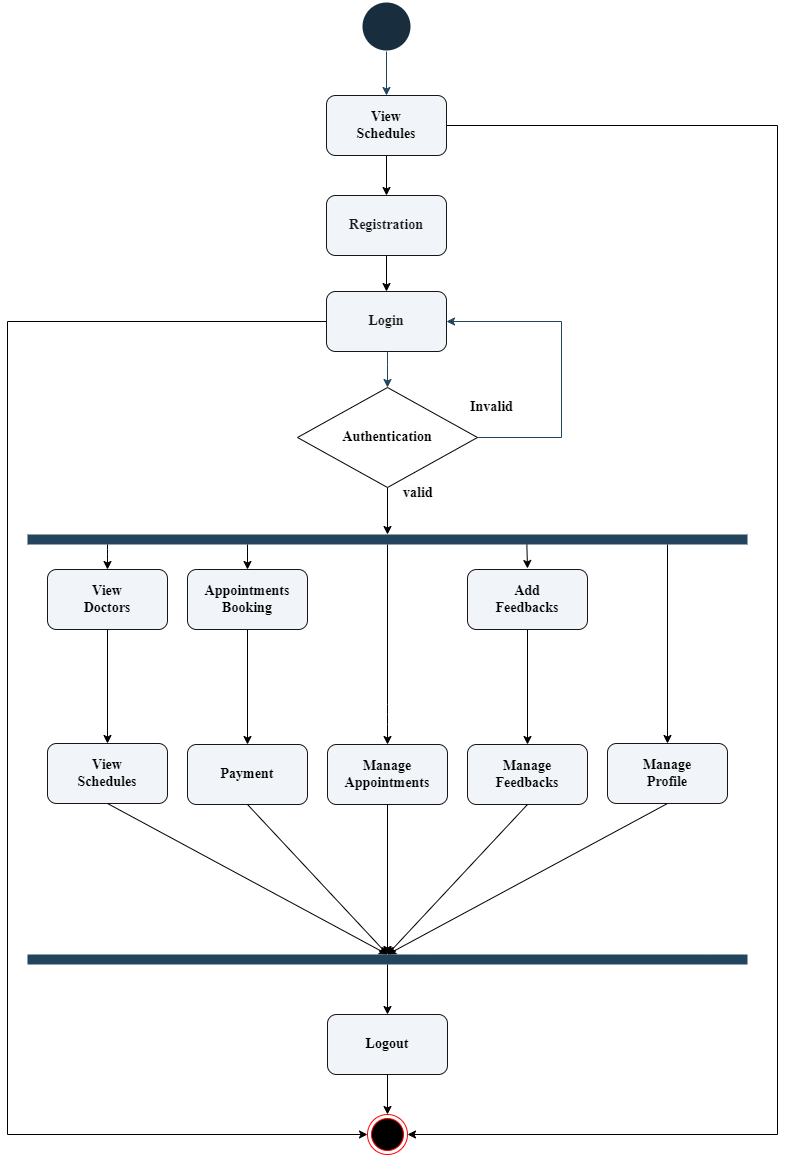 View
Schedules
Registration
Login
Invalid
Authentication
valid
View
Doctors
Appointments
Booking
Add
Feedbacks
View
Schedules
Payment
Manage
Appointments
Manage
Feedbacks
Manage
Profile
Logout